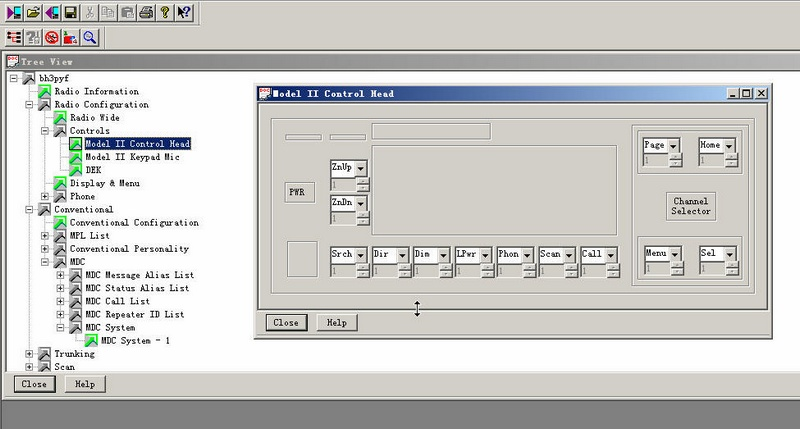 Tree View
bh3pyf
Radio Information
Radio Configuration
Radio Wide
Controls
Model II Control Head
Model II Keypad Mic
DEK
Display & Menu
Phone
Conventional
Conventional Configuration
MPL List
Conventional Personality
MDC
MDC Message Alias List
MDC Status Alias List
MDC Call List
MDC Repeater ID List
MDC System
MDC System - 1
Trunking
Scan
Close Help
Model II Control Head
Page Home
1 1
ZnUp
1
PWR
ZnDn
1
Channel
Selector
Srch Dir Dim LPwr Phon Scan Call
1 1 1 1 1 1 1
Menu Sel
1 1
Close Help